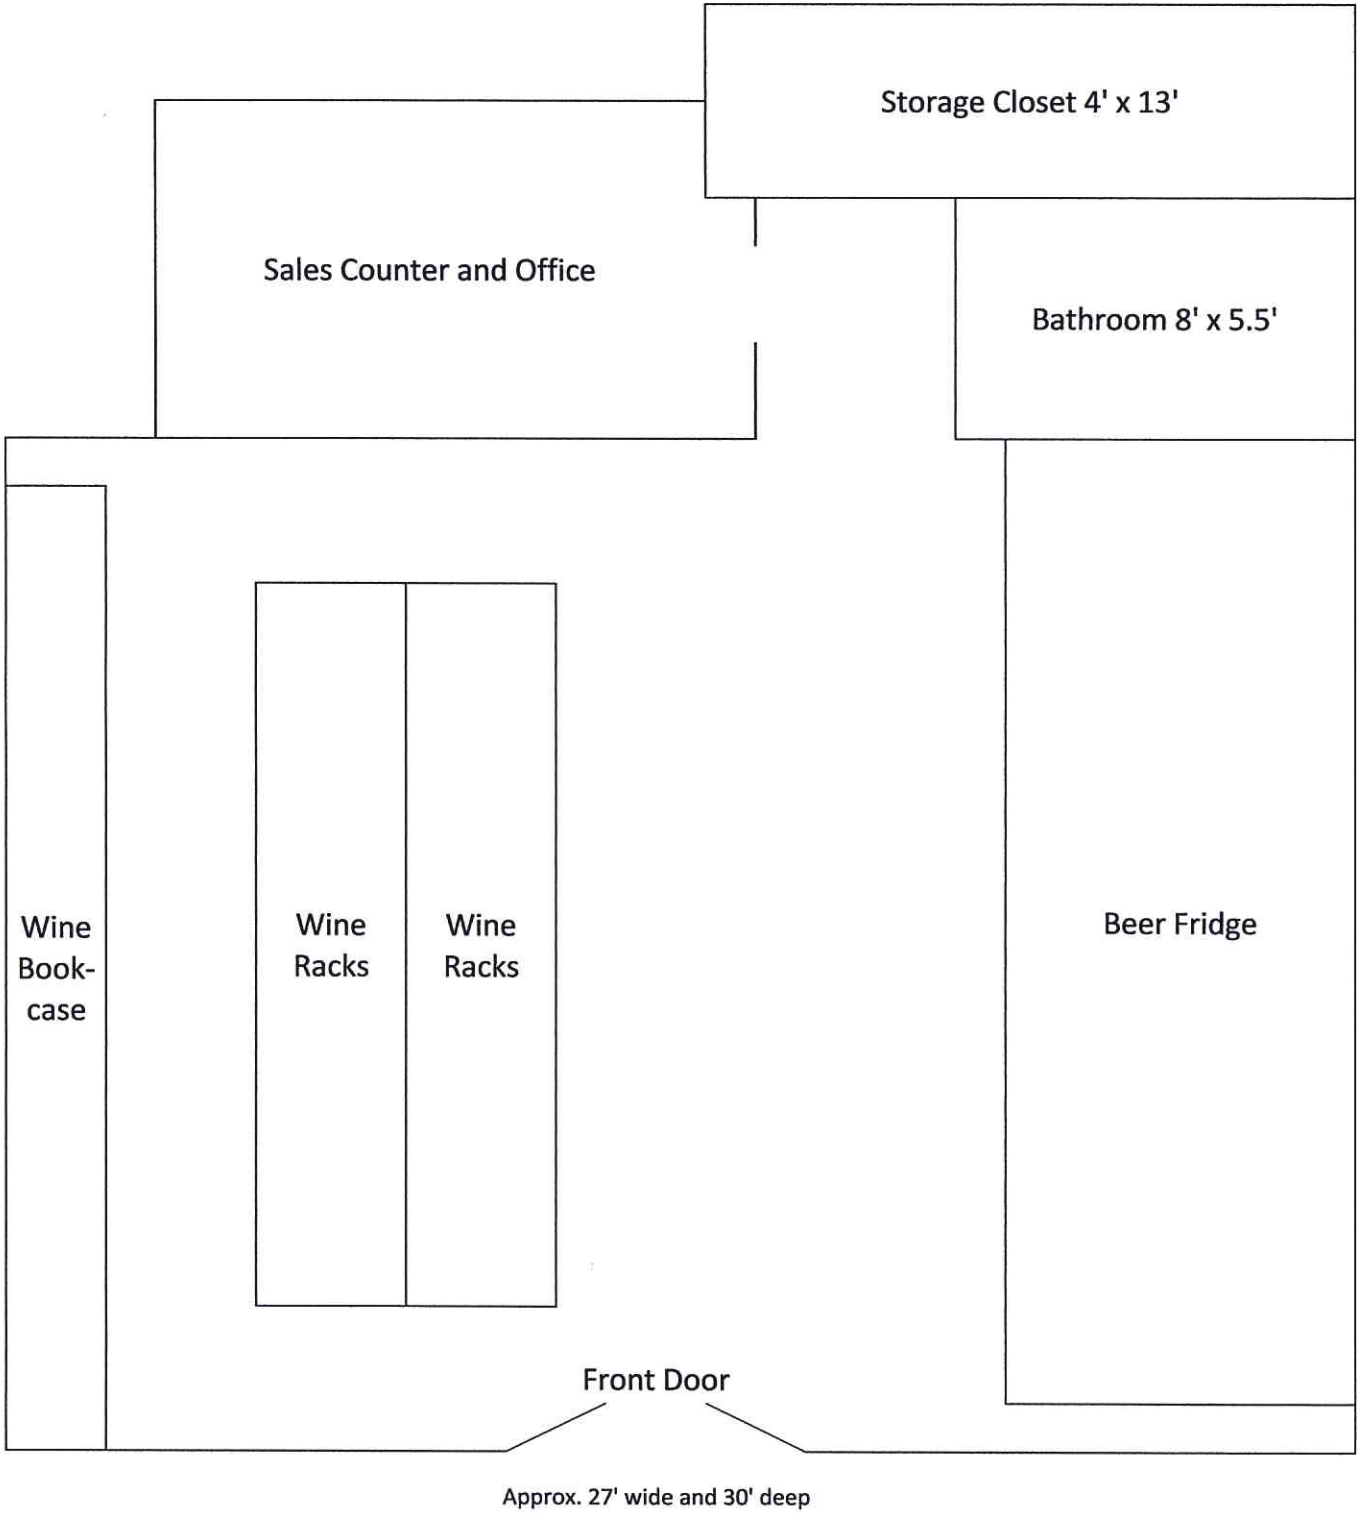 Storage Closet 4' x 13'
Sales Counter and Office
Bathroom 8' x 5.5'
Wine
Book-
case
Wine
Racks
Wine
Racks
Beer Fridge
Front Door
Approx. 27' wide and 30' deep